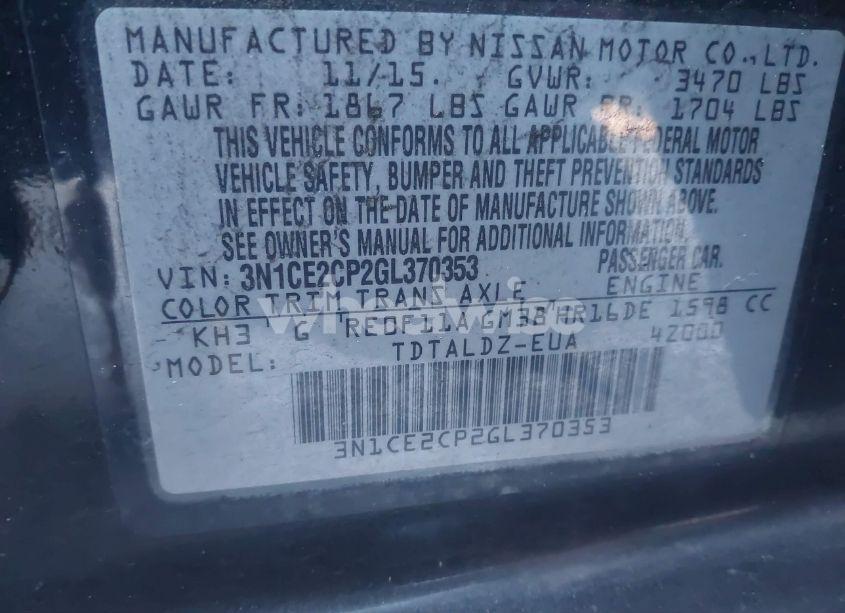 MANUFACTURED BY NISSAN MOTOR CO.,LTD.
DATE: 11/15. GVWR: 3470 LBS
GAWR FR: 1867 LBS GAWR RR: 1704 LBS
THIS VEHICLE CONFORMS TO ALL APPLICABLE FEDERAL MOTOR
VEHICLE SAFETY, BUMPER AND THEFT PREVENTION STANDARDS
IN EFFECT ON THE DATE OF MANUFACTURE SHOWN ABOVE.
SEE OWNER'S MANUAL FOR ADDITIONAL INFORMATION.
VIN: 3N1CE2CP2GL370353 PASSENGER CAR.
COLOR TRIM TRANS AXLE ENGINE
KH3 G RE0F11A GM38 HR16DE 1598 CC
MODEL: TDTALDZ-EUA 42000
3N1CE2CP2GL370353